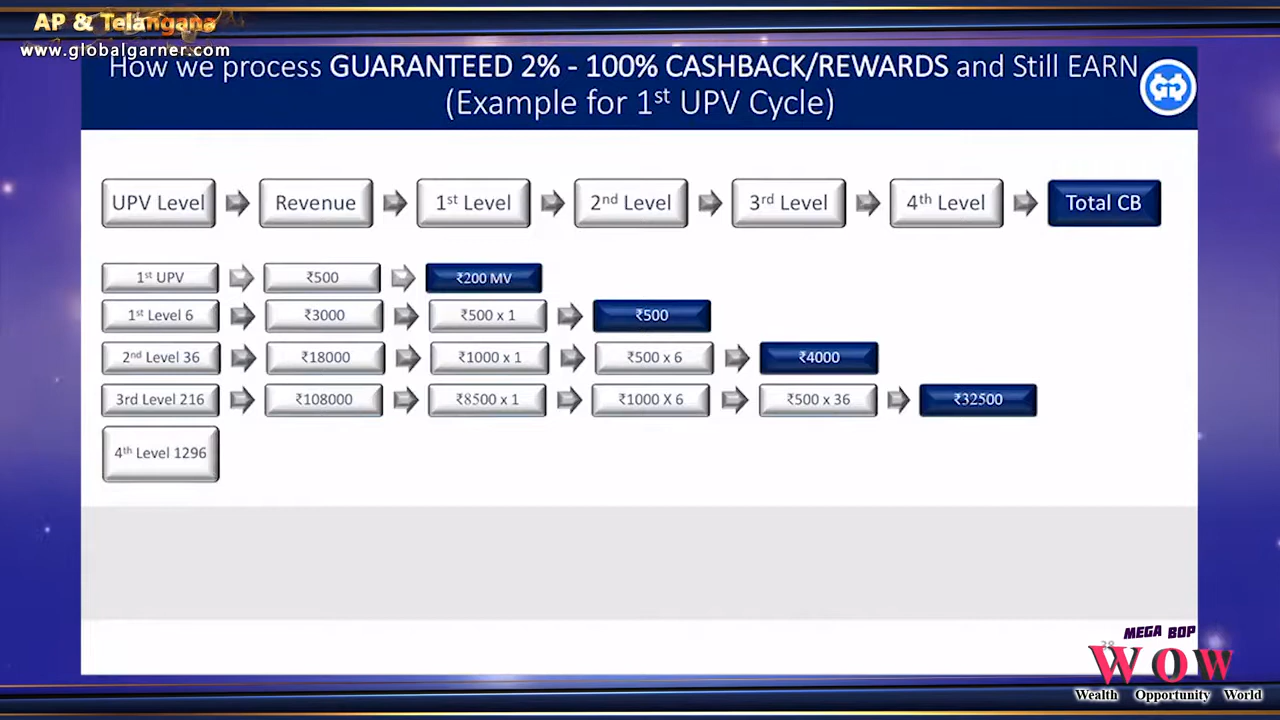 AP & Telangana
www.globalgarner.com
How we process GUARANTEED 2% - 100% CASHBACK/REWARDS and Still EARN
(Example for 1st UPV Cycle)
UPV Level Revenue 1st Level 2nd Level 3rd Level 4th Level Total CB
1st UPV ₹500 ₹200 MV
1st Level 6 ₹3000 ₹500 x 1 ₹500
2nd Level 36 ₹18000 ₹1000 x 1 ₹500 x 6 ₹4000
3rd Level 216 ₹108000 ₹8500 x 1 ₹1000 X 6 ₹500 x 36 ₹32500
4th Level 1296
38
MEGA BOP
WOW
Wealth Opportunity World